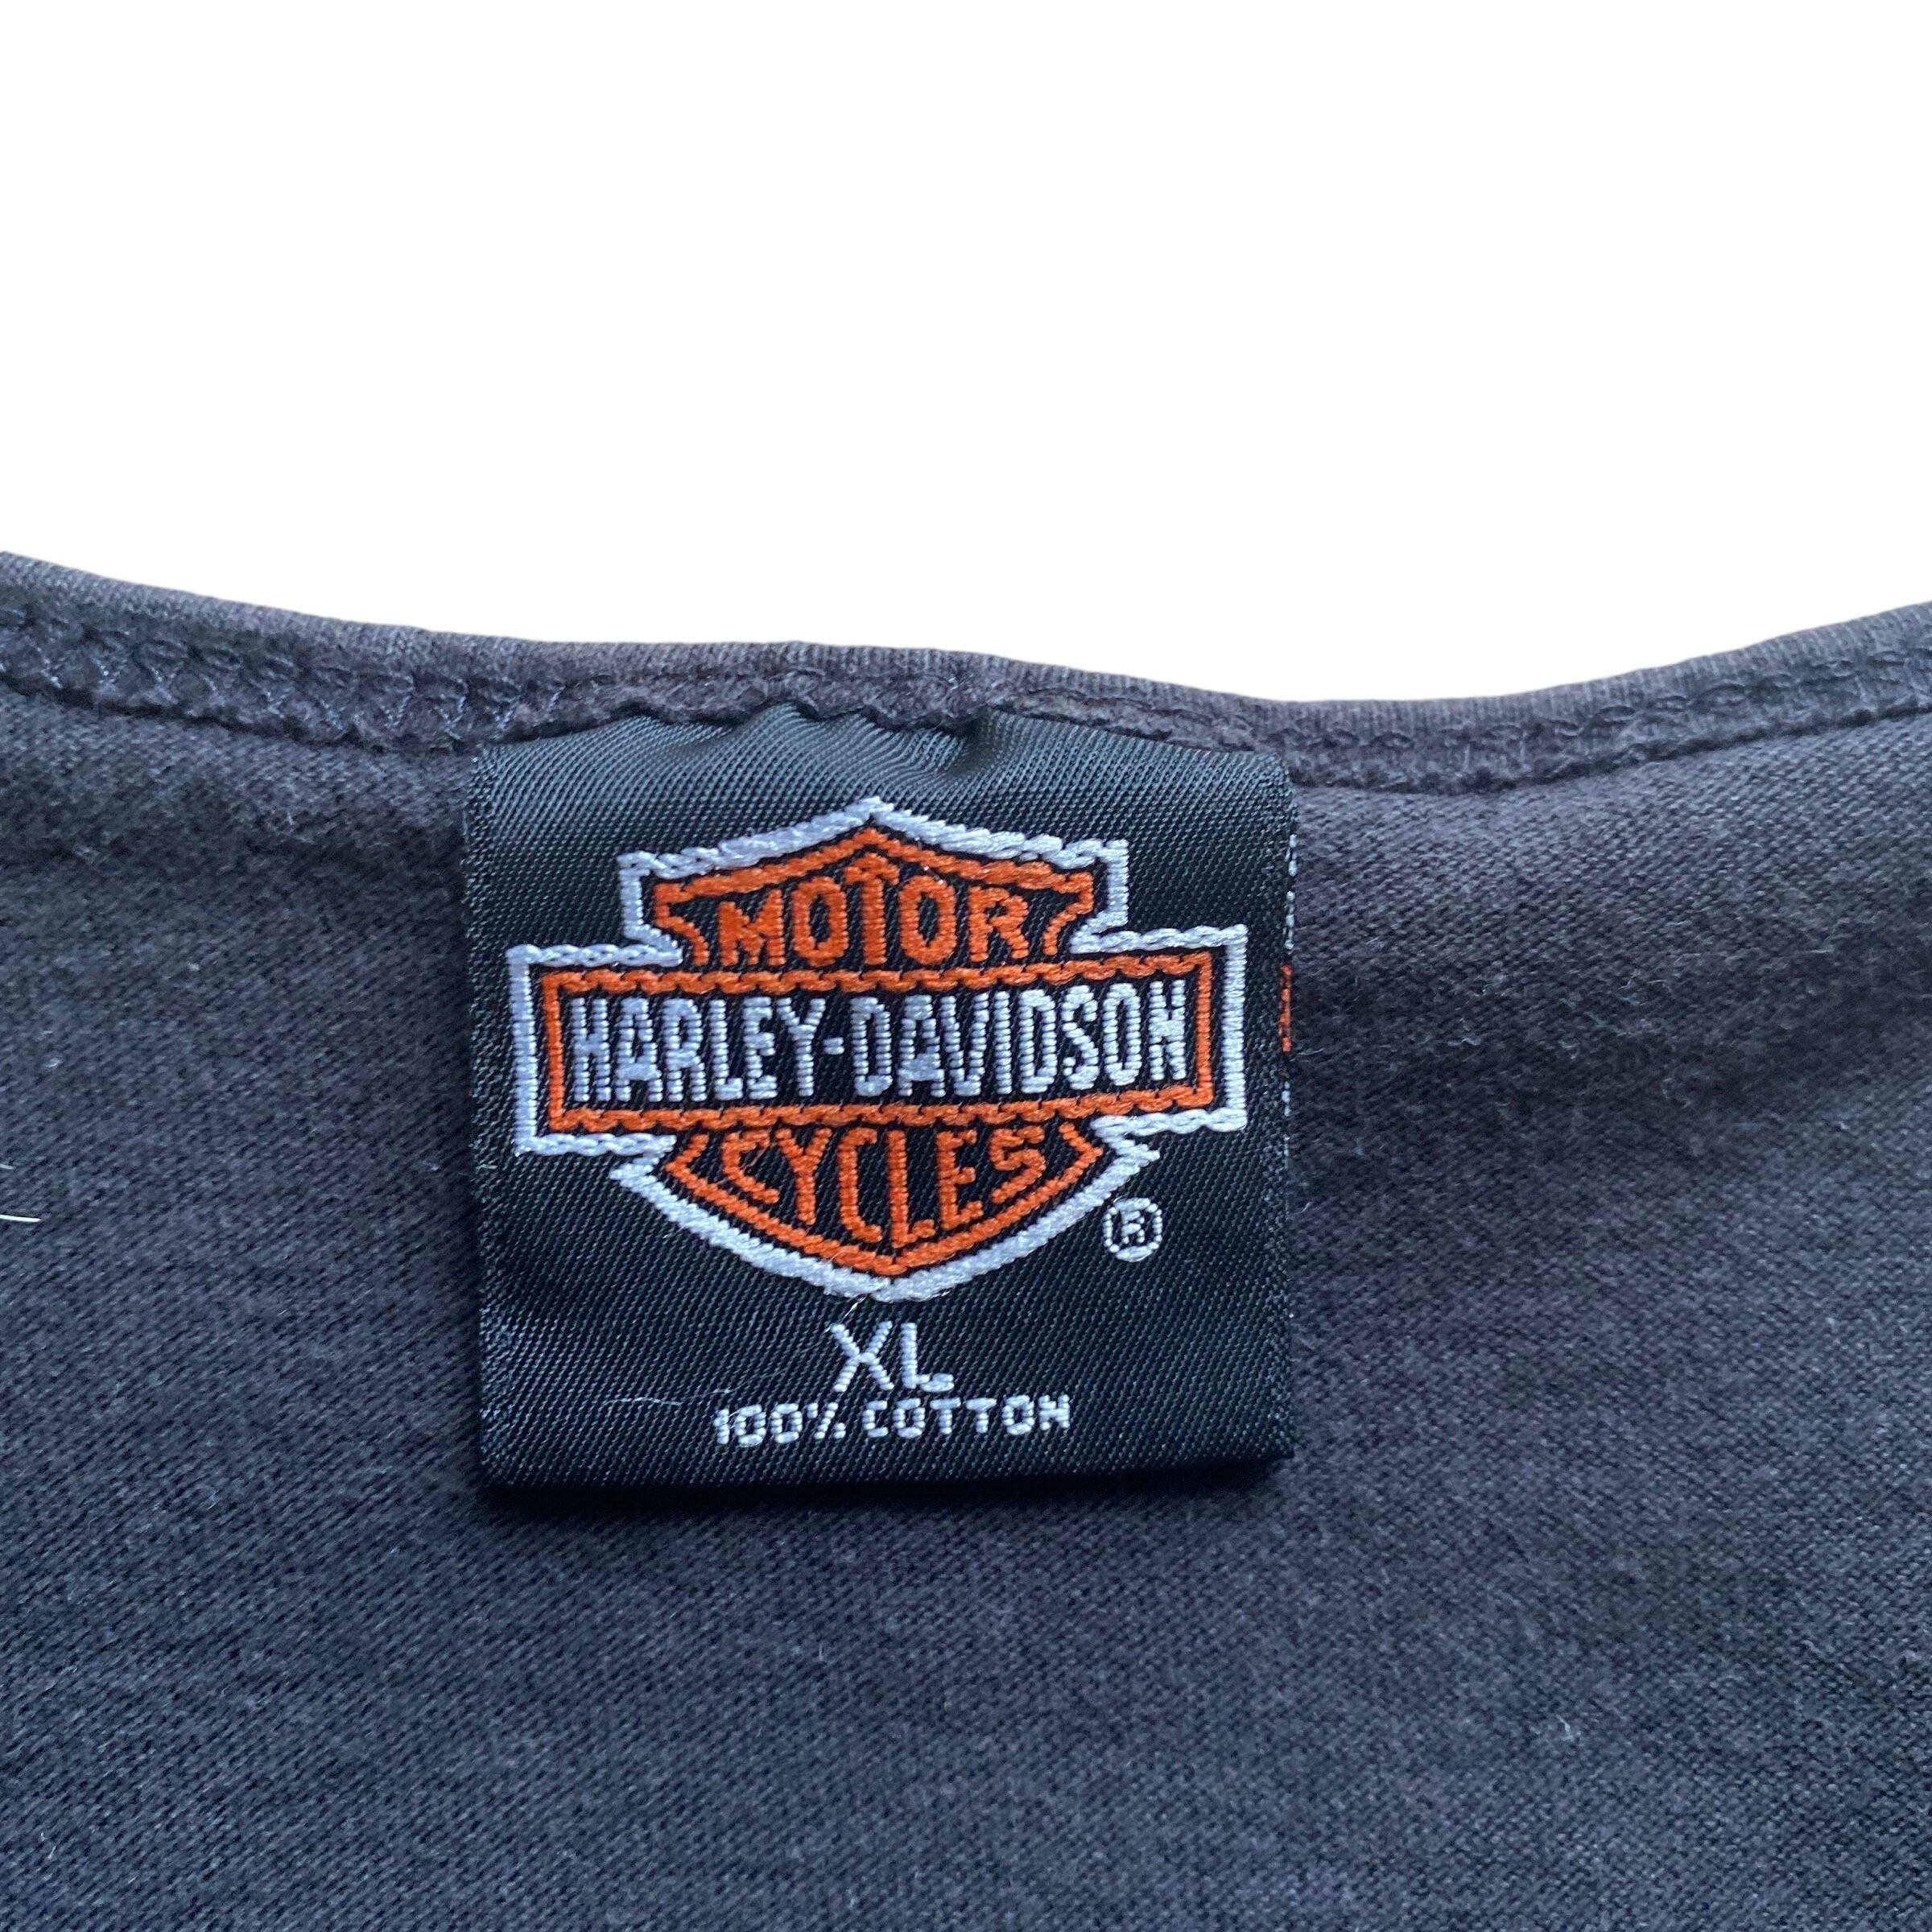 MOTOR
HARLEY-DAVIDSON
CYCLES
®
XL
100% COTTON